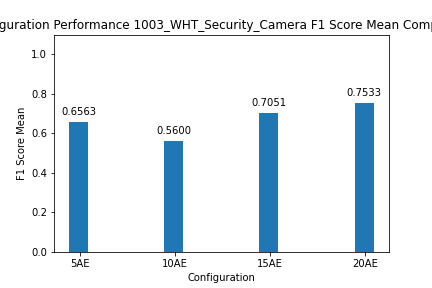 guration Performance 1003_WHT_Security_Camera F1 Score Mean Comp
1.0
0.8
0.6
0.4
0.2
0.0
F1 Score Mean
0.6563
0.5600
0.7051
0.7533
5AE
10AE
15AE
20AE
Configuration